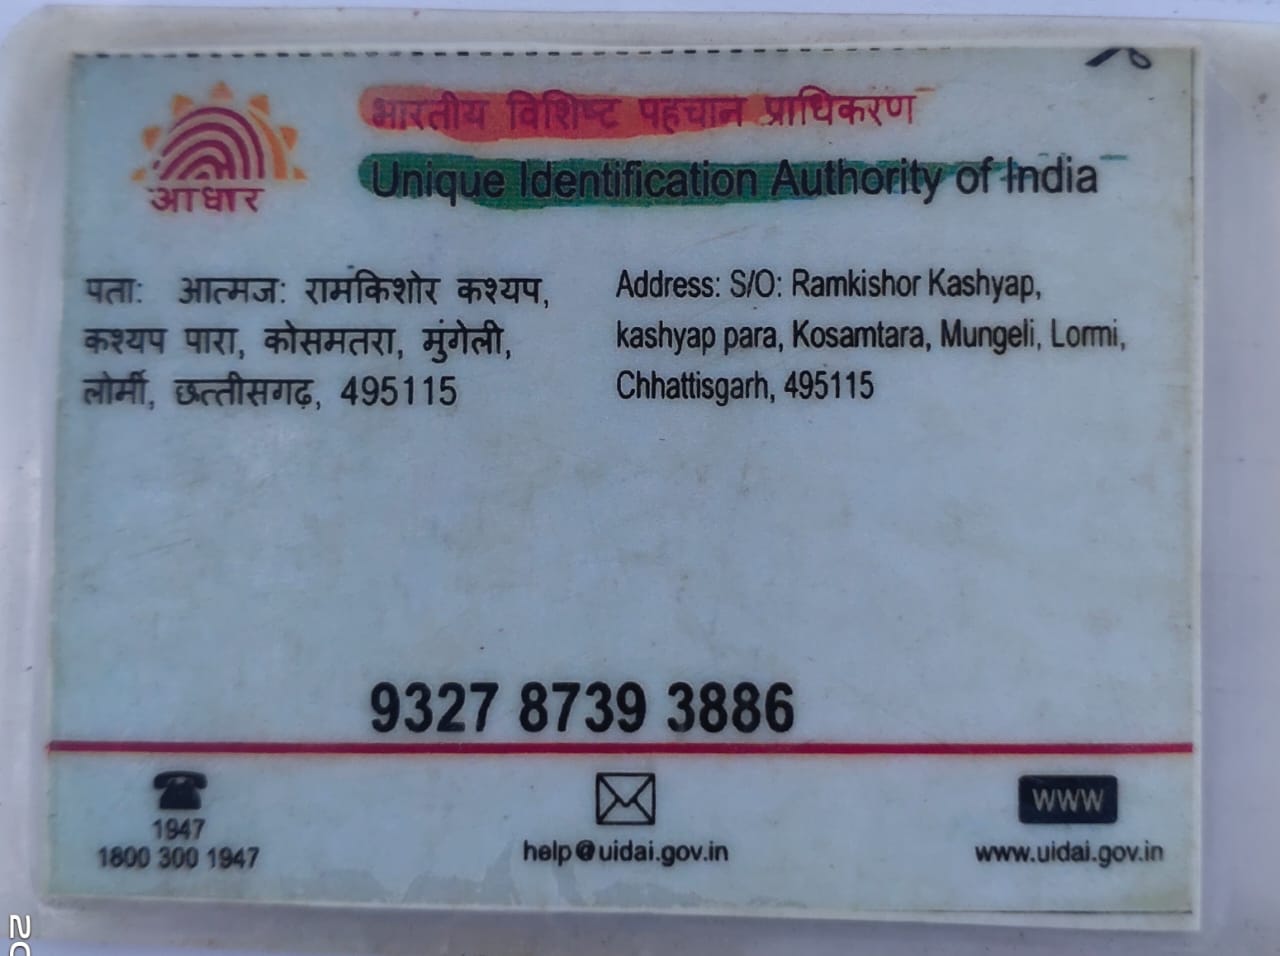 भारतीय विशिष्ट पहचान प्राधिकरण
Unique Identification Authority of India
आधार
पता: आत्मज: रामकिशोर कश्यप,
कश्यप पारा, कोसमतरा, मुंगेली,
लोर्मी, छत्तीसगढ़, 495115
Address: S/O: Ramkishor Kashyap,
kashyap para, Kosamtara, Mungeli, Lormi,
Chhattisgarh, 495115
9327 8739 3886
1947
1800 300 1947
help@uidai.gov.in
WWW
www.uidai.gov.in